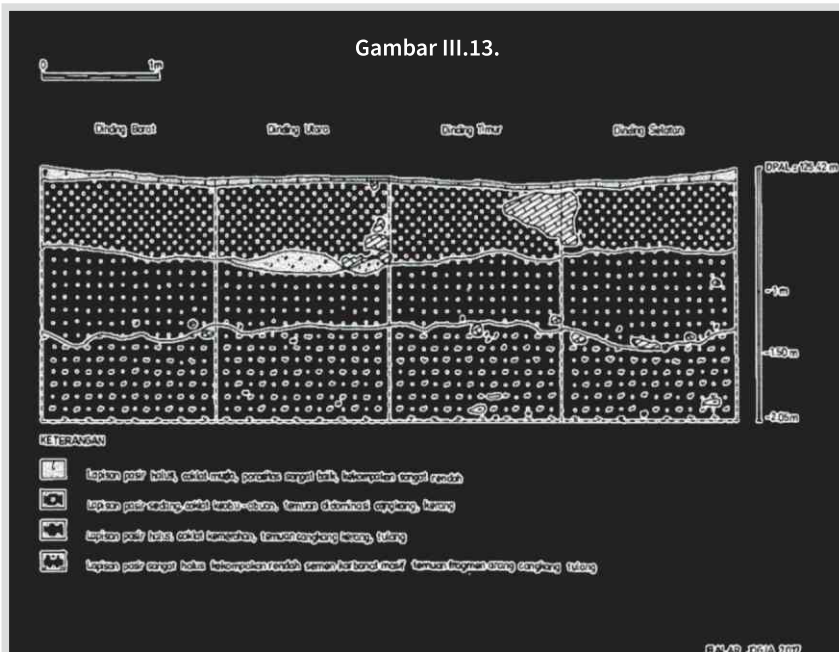 Gambar III.13.
0 1m
Dinding Barat Dinding Utara Dinding Timur Dinding Selatan
DPAL : 125.42 m
-1 m
-1.50 m
-2.05 m
KETERANGAN
Lapisan pasir halus, coklat muda, porositas sangat baik, kekompakan sangat rendah
Lapisan pasir sedang, coklat keabu-abuan, temuan didominasi cangkang, kerang
Lapisan pasir halus, coklat kemerahan, temuan cangkang kerang, tulang
Lapisan pasir sangat halus kekompakan rendah semen karbonat masif temuan fragmen arang cangkang tulang
BALAR 2017